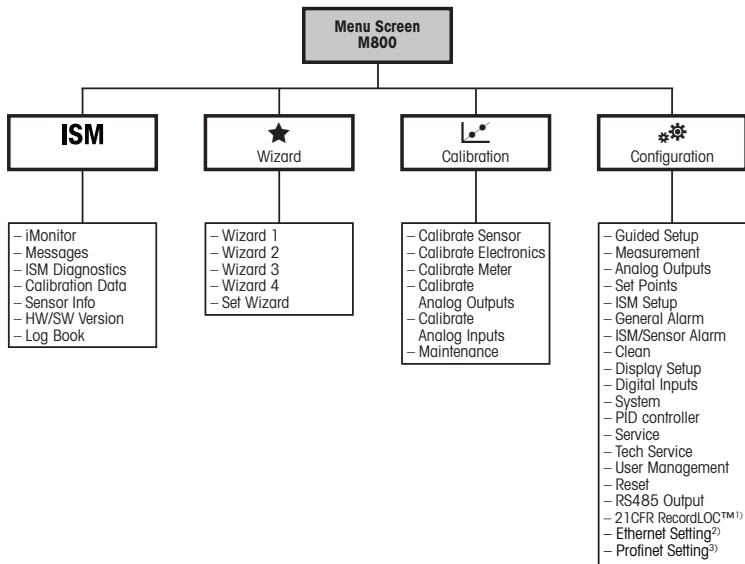 Menu Screen
M800
ISM
Wizard
Calibration
Configuration
– iMonitor
– Messages
– ISM Diagnostics
– Calibration Data
– Sensor Info
– HW/SW Version
– Log Book
– Wizard 1
– Wizard 2
– Wizard 3
– Wizard 4
– Set Wizard
– Calibrate Sensor
– Calibrate Electronics
– Calibrate Meter
– Calibrate
Analog Outputs
– Calibrate
Analog Inputs
– Maintenance
– Guided Setup
– Measurement
– Analog Outputs
– Set Points
– ISM Setup
– General Alarm
– ISM/Sensor Alarm
– Clean
– Display Setup
– Digital Inputs
– System
– PID controller
– Service
– Tech Service
– User Management
– Reset
– RS485 Output
– 21CFR RecordLOC™1)
– Ethernet Setting2)
– Profinet Setting3)